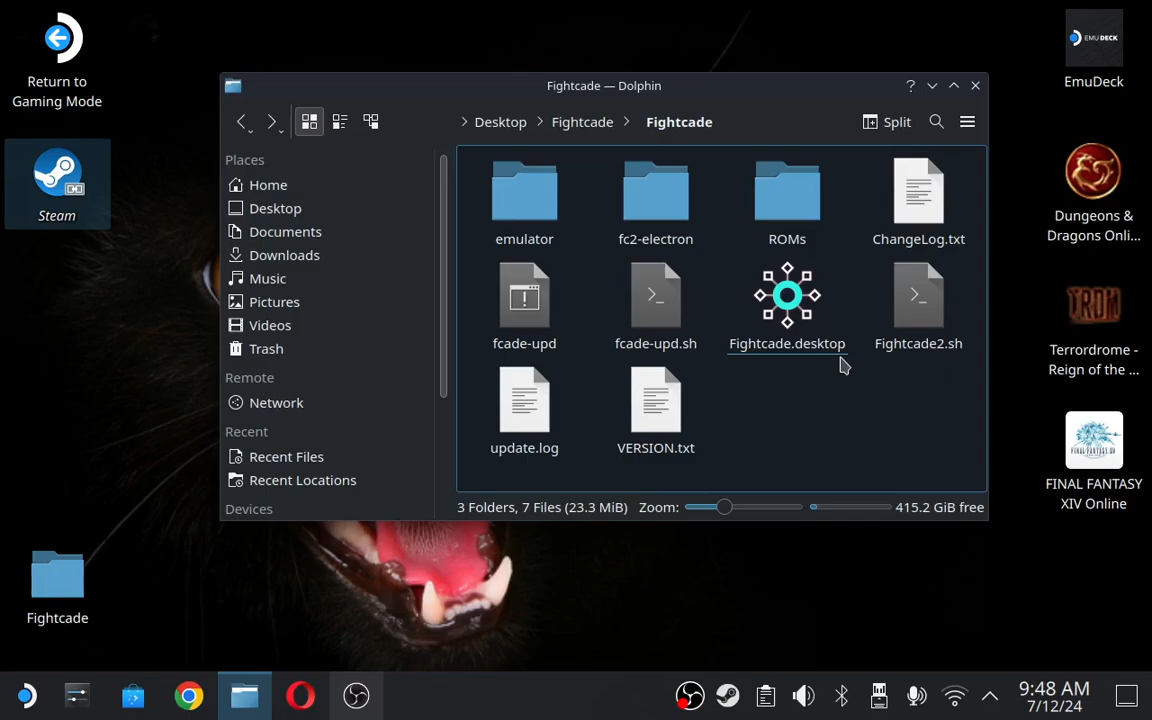 Return to
Gaming Mode
Steam
Fightcade
Fightcade — Dolphin
?
> Desktop > Fightcade > Fightcade
Split
Places
Home
Desktop
Documents
Downloads
Music
Pictures
Videos
Trash
Remote
Network
Recent
Recent Files
Recent Locations
Devices
emulator
fc2-electron
ROMs
ChangeLog.txt
fcade-upd
fcade-upd.sh
Fightcade.desktop
Fightcade2.sh
update.log
VERSION.txt
3 Folders, 7 Files (23.3 MiB)
Zoom:
415.2 GiB free
EMUDECK
EmuDeck
Dungeons &
Dragons Onli...
TRDM
Terrordrome -
Reign of the ...
FINAL FANTASY
FINAL FANTASY
XIV Online
9:48 AM
7/12/24